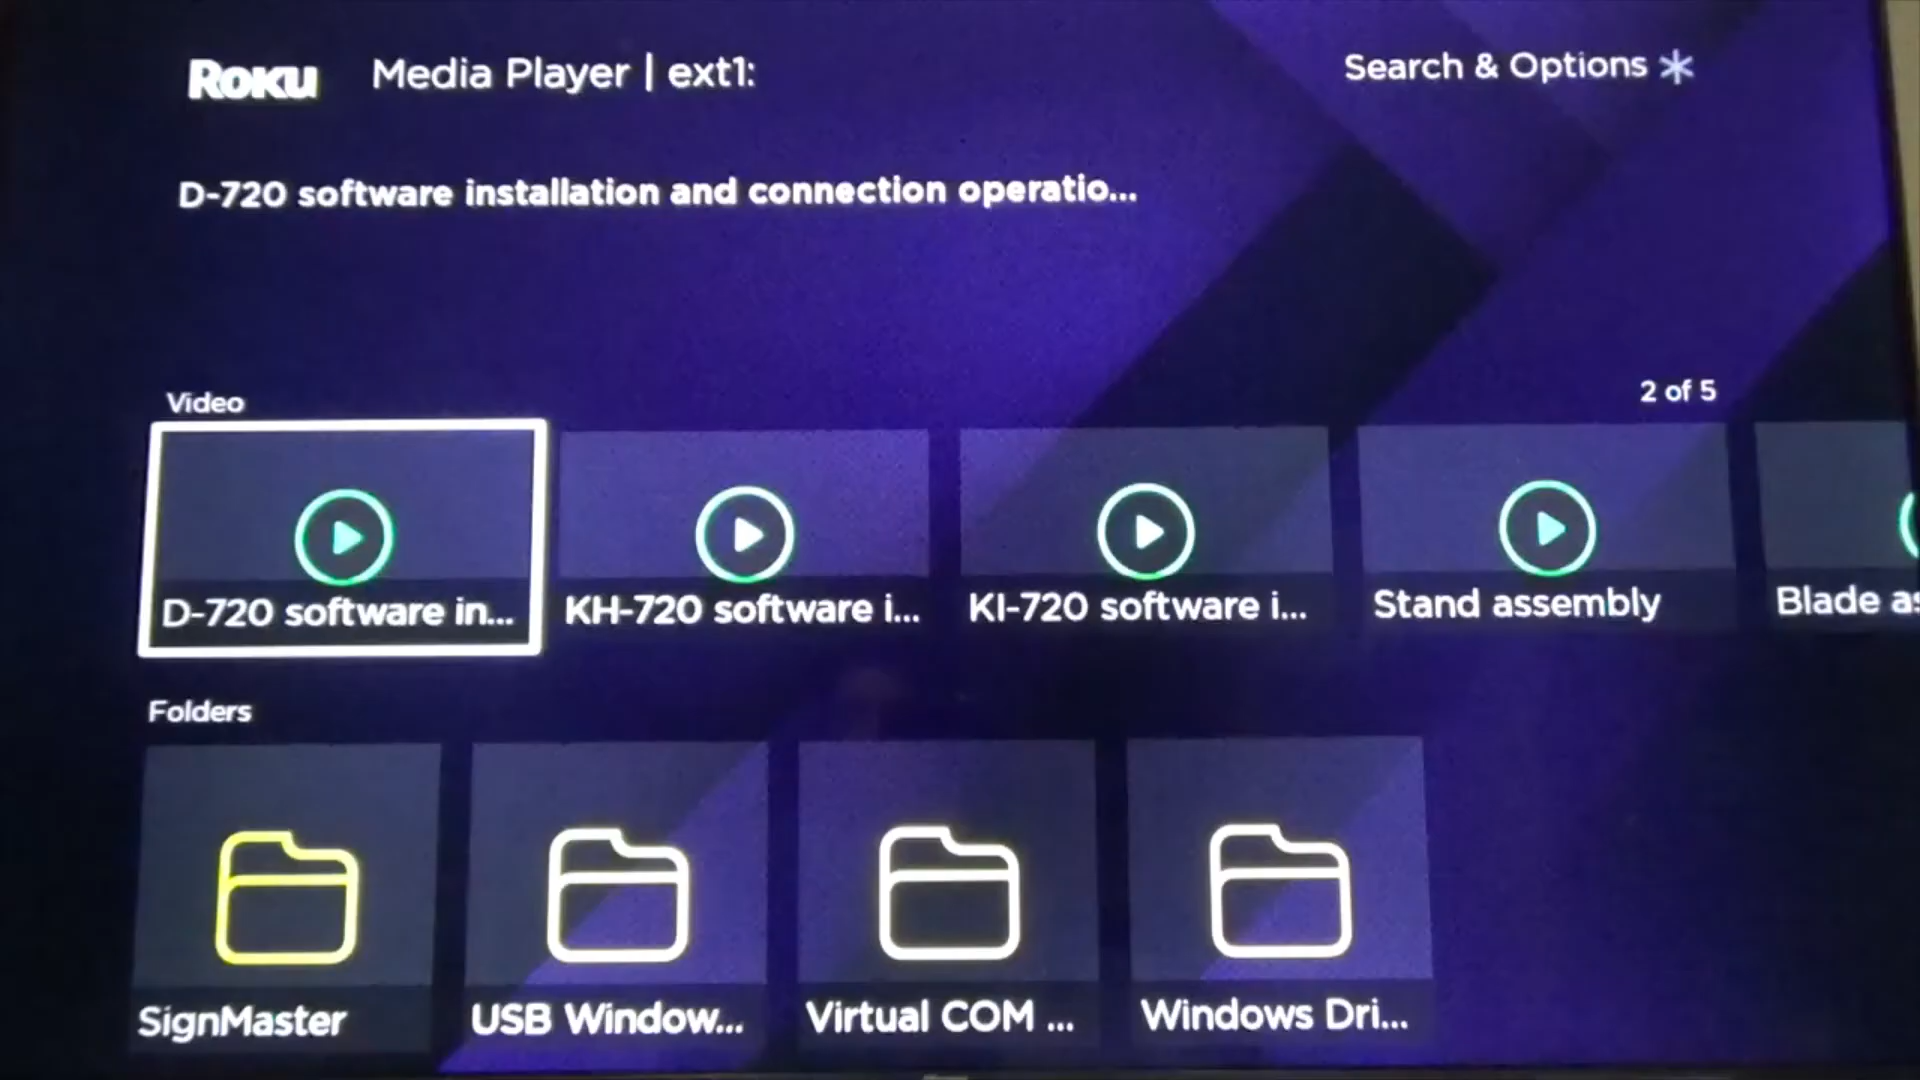 ROKU Media Player | ext1: Search & Options *
D-720 software installation and connection operatio...
Video 2 of 5
D-720 software in... KH-720 software i... KI-720 software i... Stand assembly Blade
Folders
SignMaster USB Window... Virtual COM ... Windows Dri...